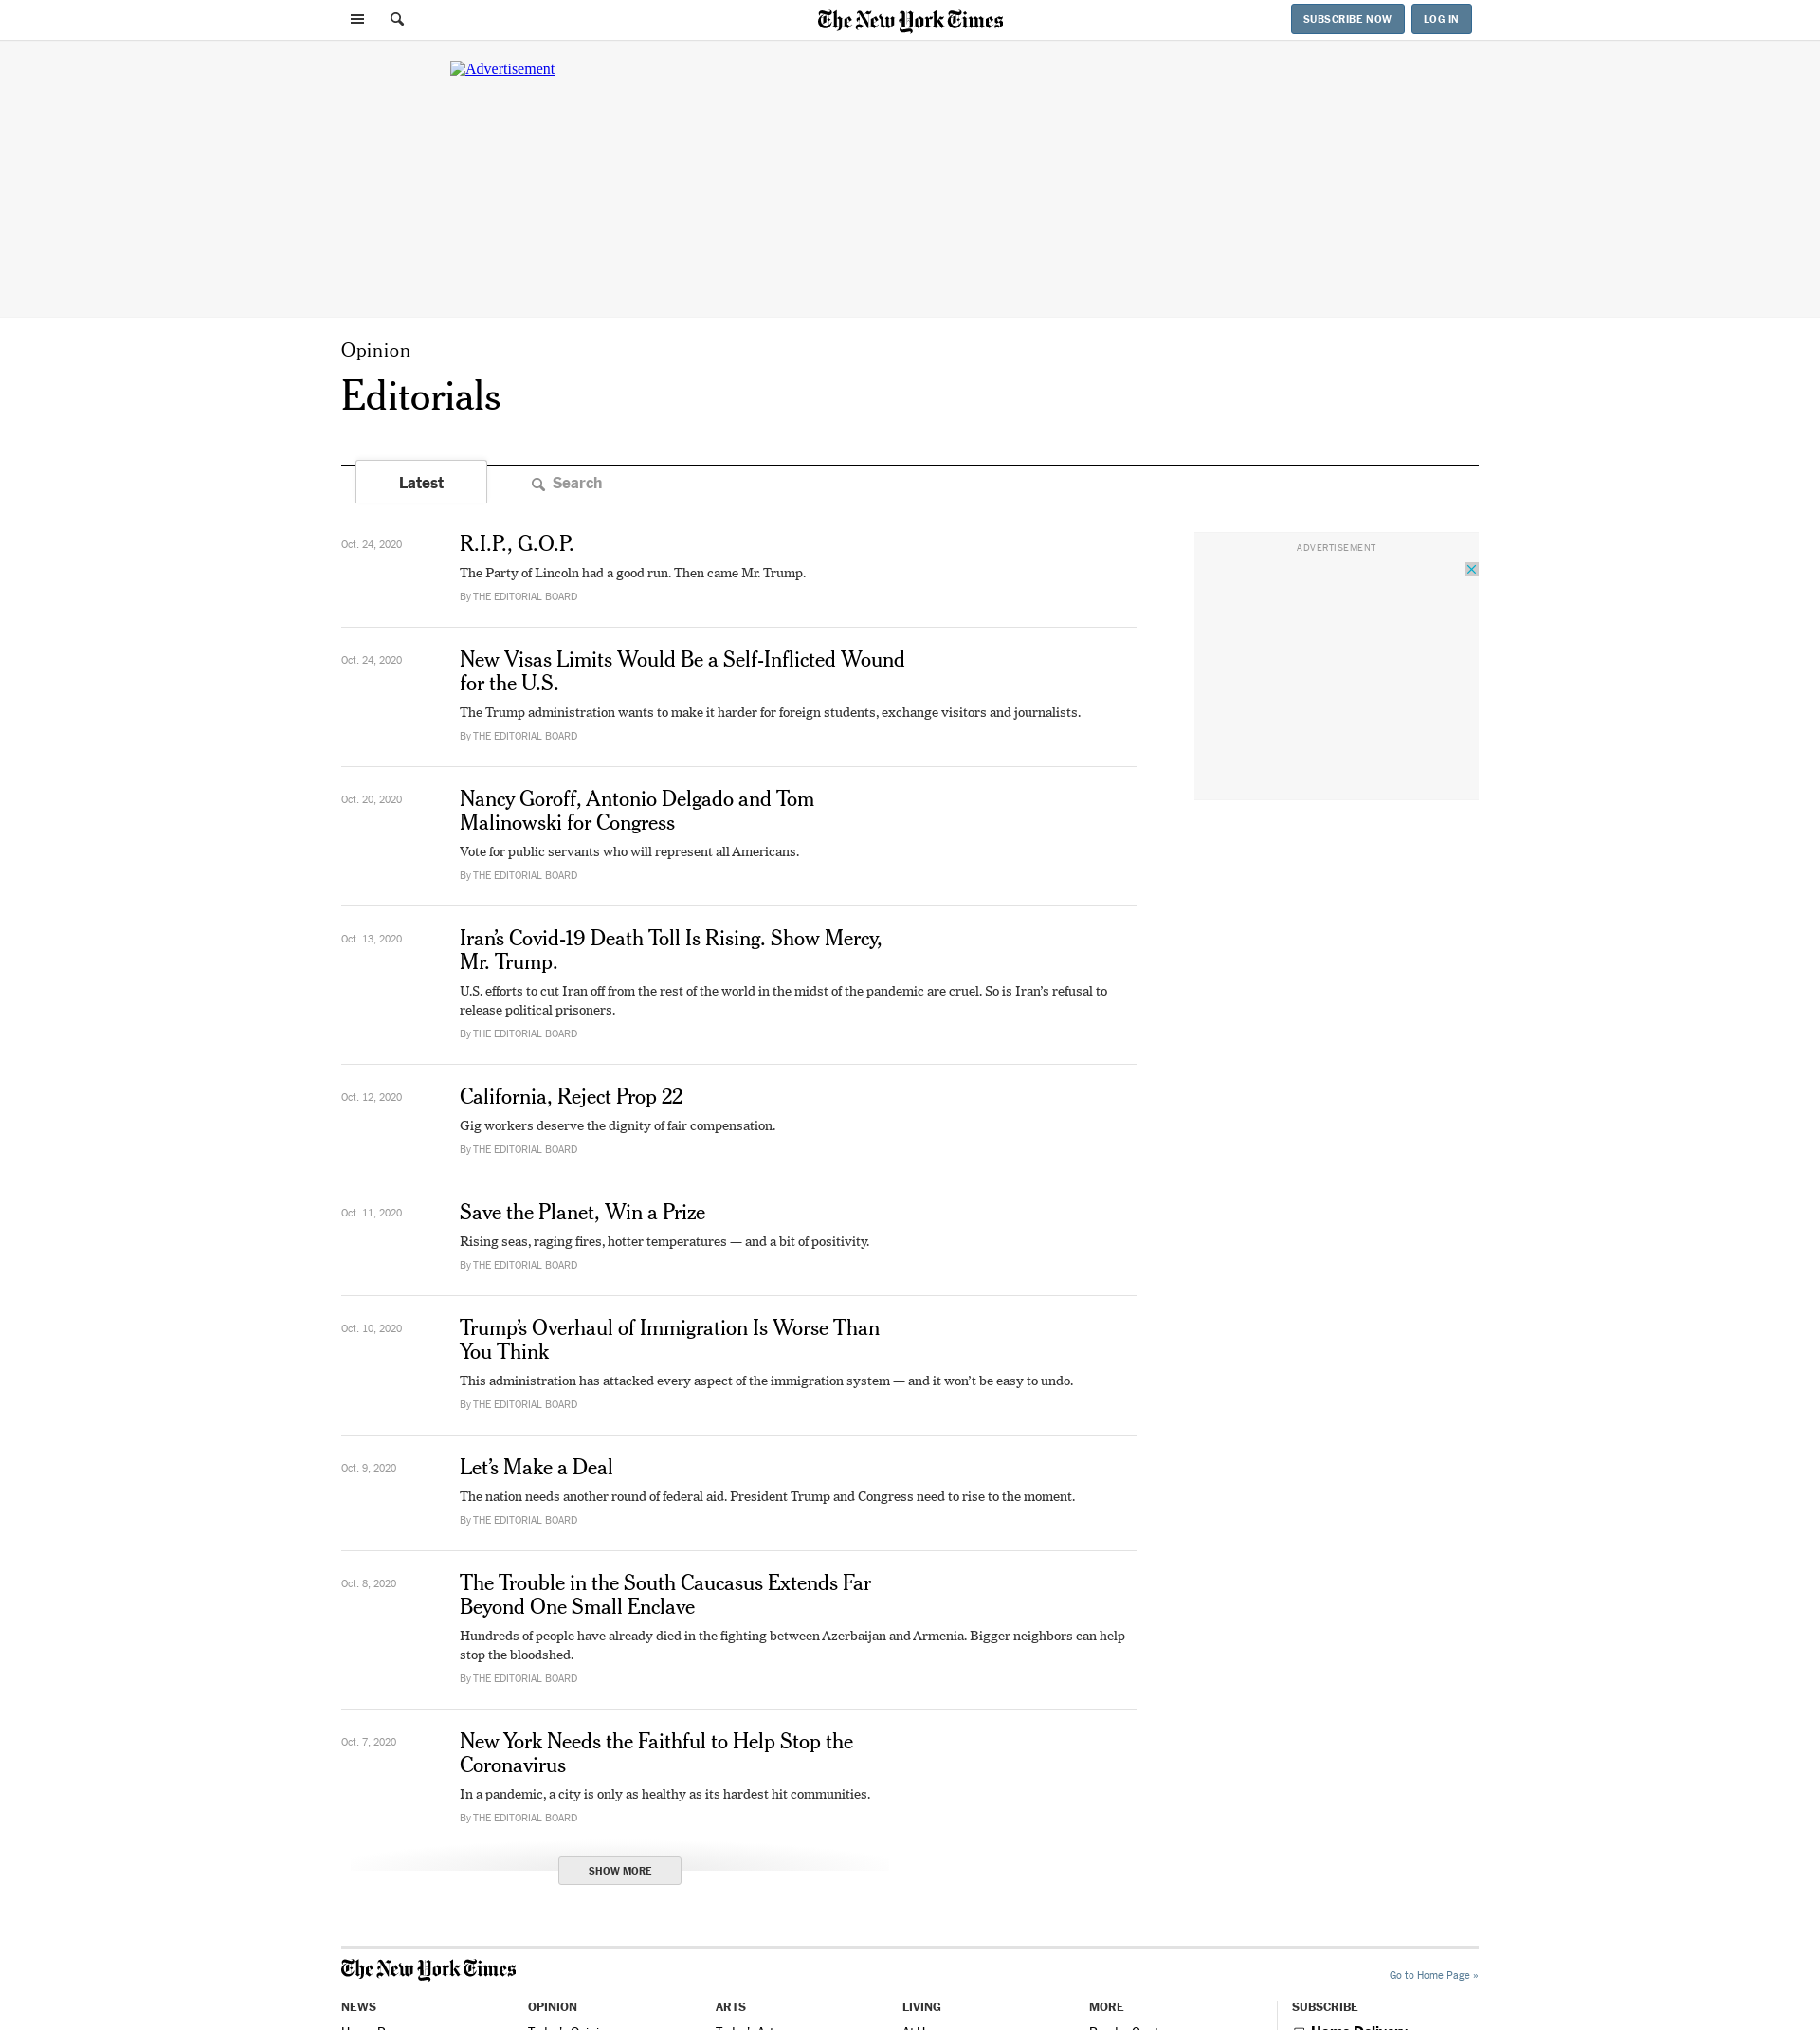 The New York Times
SUBSCRIBE NOW
LOG IN
Advertisement
Opinion
Editorials
Latest
Search
Oct. 24, 2020
R.I.P., G.O.P.
The Party of Lincoln had a good run. Then came Mr. Trump.
By THE EDITORIAL BOARD
ADVERTISEMENT
Oct. 24, 2020
New Visas Limits Would Be a Self-Inflicted Wound
for the U.S.
The Trump administration wants to make it harder for foreign students, exchange visitors and journalists.
By THE EDITORIAL BOARD
Oct. 20, 2020
Nancy Goroff, Antonio Delgado and Tom
Malinowski for Congress
Vote for public servants who will represent all Americans.
By THE EDITORIAL BOARD
Oct. 13, 2020
Iran’s Covid-19 Death Toll Is Rising. Show Mercy,
Mr. Trump.
U.S. efforts to cut Iran off from the rest of the world in the midst of the pandemic are cruel. So is Iran’s refusal to
release political prisoners.
By THE EDITORIAL BOARD
Oct. 12, 2020
California, Reject Prop 22
Gig workers deserve the dignity of fair compensation.
By THE EDITORIAL BOARD
Oct. 11, 2020
Save the Planet, Win a Prize
Rising seas, raging fires, hotter temperatures — and a bit of positivity.
By THE EDITORIAL BOARD
Oct. 10, 2020
Trump’s Overhaul of Immigration Is Worse Than
You Think
This administration has attacked every aspect of the immigration system — and it won’t be easy to undo.
By THE EDITORIAL BOARD
Oct. 9, 2020
Let’s Make a Deal
The nation needs another round of federal aid. President Trump and Congress need to rise to the moment.
By THE EDITORIAL BOARD
Oct. 8, 2020
The Trouble in the South Caucasus Extends Far
Beyond One Small Enclave
Hundreds of people have already died in the fighting between Azerbaijan and Armenia. Bigger neighbors can help
stop the bloodshed.
By THE EDITORIAL BOARD
Oct. 7, 2020
New York Needs the Faithful to Help Stop the
Coronavirus
In a pandemic, a city is only as healthy as its hardest hit communities.
By THE EDITORIAL BOARD
SHOW MORE
The New York Times
Go to Home Page »
NEWS
OPINION
ARTS
LIVING
MORE
SUBSCRIBE
Home Delivery